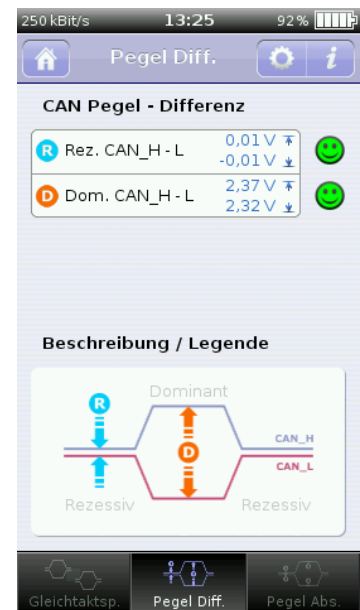 250 kBit/s 13:25 92%
Pegel Diff. i
CAN Pegel - Differenz
R Rez. CAN_H - L 0,01 V
-0,01 V
D Dom. CAN_H - L 2,37 V
2,32 V
Beschreibung / Legende
Dominant
R
D
CAN_H
CAN_L
Rezessiv Rezessiv
Gleichtaktsp. Pegel Diff. Pegel Abs.